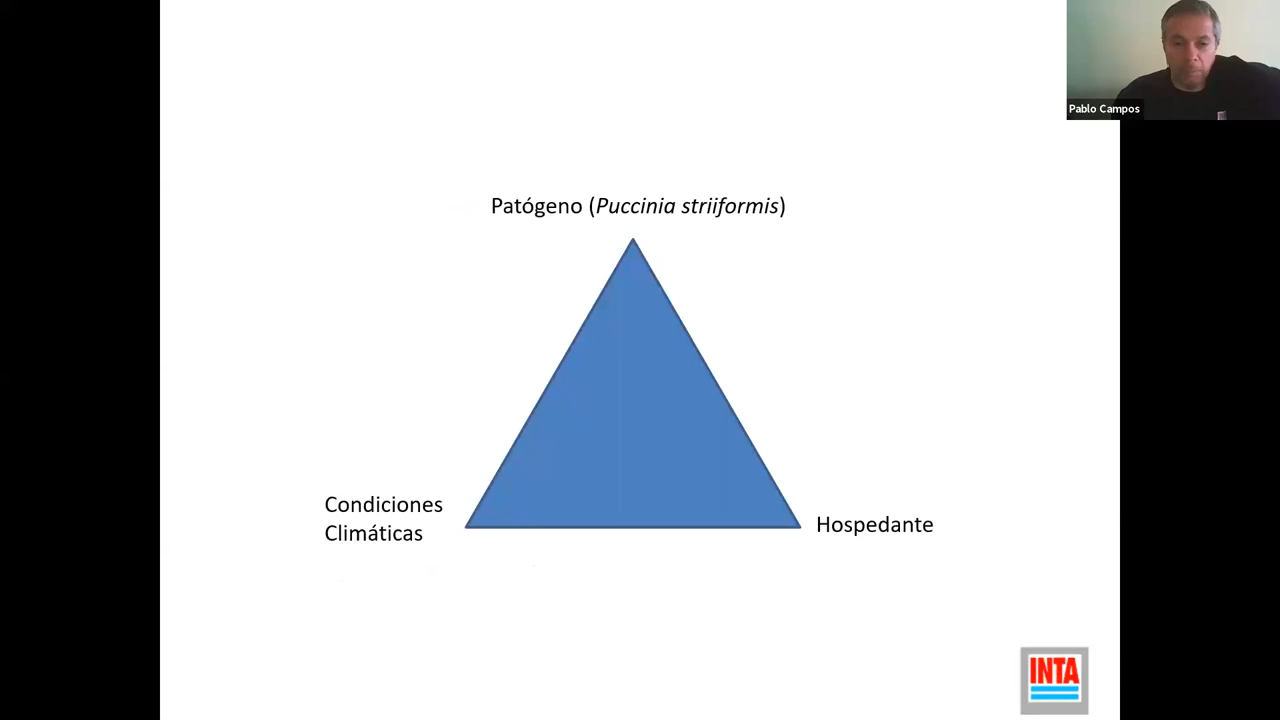 Pablo Campos
Patógeno (Puccinia striiformis)
Condiciones
Climáticas
Hospedante
INTA